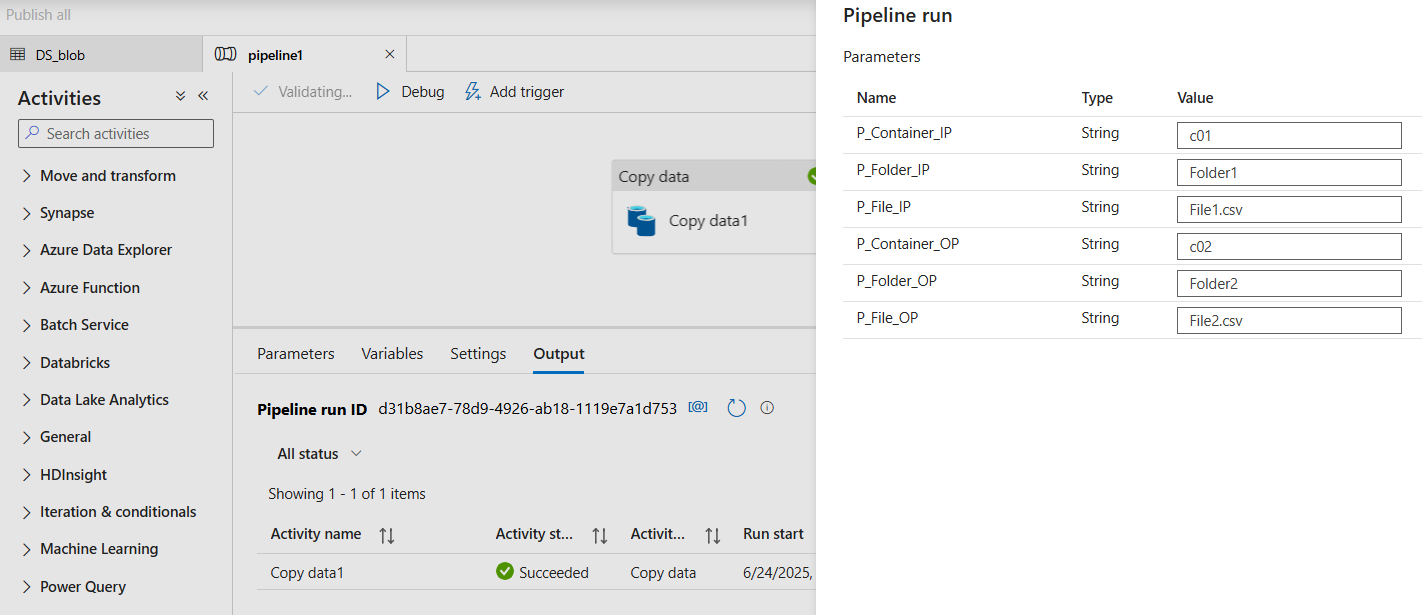 Publish all
DS_blob
pipeline1
Activities
Search activities
Move and transform
Synapse
Azure Data Explorer
Azure Function
Batch Service
Databricks
Data Lake Analytics
General
HDInsight
Iteration & conditionals
Machine Learning
Power Query
Validating...
Debug
Add trigger
Copy data
Copy data1
Parameters
Variables
Settings
Output
Pipeline run ID d31b8ae7-78d9-4926-ab18-1119e7a1d753 [@]
All status
Showing 1 - 1 of 1 items
Activity name Activity st... Activit... Run start
Copy data1 Succeeded Copy data 6/24/2025,
Pipeline run
Parameters
Name Type Value
P_Container_IP String c01
P_Folder_IP String Folder1
P_File_IP String File1.csv
P_Container_OP String c02
P_Folder_OP String Folder2
P_File_OP String File2.csv